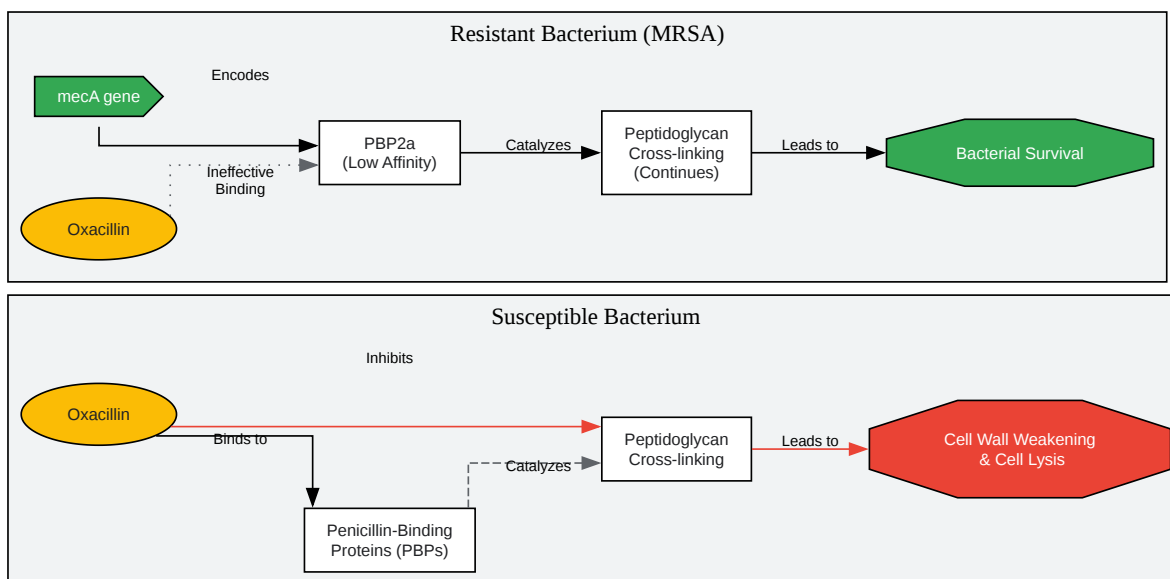 Resistant Bacterium (MRSA)
Encodes
mecA gene
PBP2a
(Low Affinity)
Catalyzes
Peptidoglycan
Cross-linking
(Continues)
Leads to
Bacterial Survival
Ineffective
Binding
Oxacillin
Susceptible Bacterium
Inhibits
Oxacillin
Binds to
Catalyzes
Peptidoglycan
Cross-linking
Leads to
Cell Wall Weakening
& Cell Lysis
Penicillin-Binding
Proteins (PBPs)